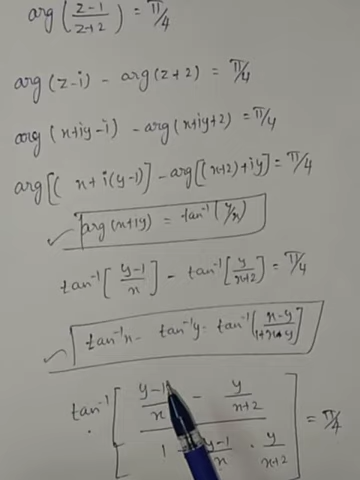 arg(z-i/z+2) = π/4
arg(z-i) - arg(z+2) = π/4
arg(x+iy-i) - arg(x+iy+2) = π/4
arg[( x+i(y-1)] - arg[(x+2)+iy] = π/4
arg(x+iy) = tan⁻¹(y/x)
tan⁻¹[y-1/x] - tan⁻¹[y/x+2] = π/4
tan⁻¹x - tan⁻¹y = tan⁻¹(x-y/1+x·y)
tan⁻¹[ (y-1/x - y/x+2) / (1 y-1/x · y/x+2) ] = π/4